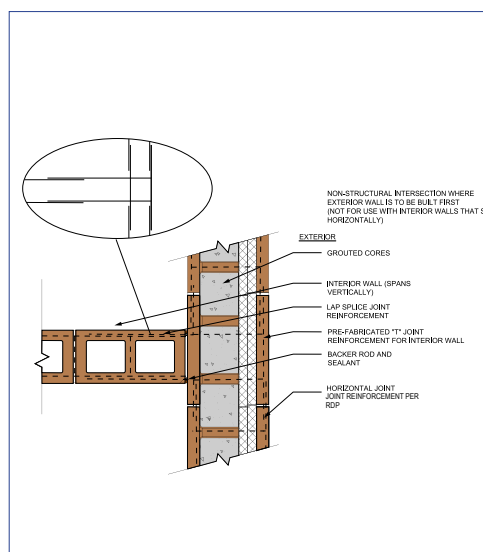 NON-STRUCTURAL INTERSECTION WHERE
EXTERIOR WALL IS TO BE BUILT FIRST
(NOT FOR USE WITH INTERIOR WALLS THAT S
HORIZONTALLY)
EXTERIOR
GROUTED CORES
INTERIOR WALL (SPANS
VERTICALLY)
LAP SPLICE JOINT
REINFORCEMENT
PRE-FABRICATED "T" JOINT
REINFORCEMENT FOR INTERIOR WALL
BACKER ROD AND
SEALANT
HORIZONTAL JOINT
JOINT REINFORCEMENT PER
RDP